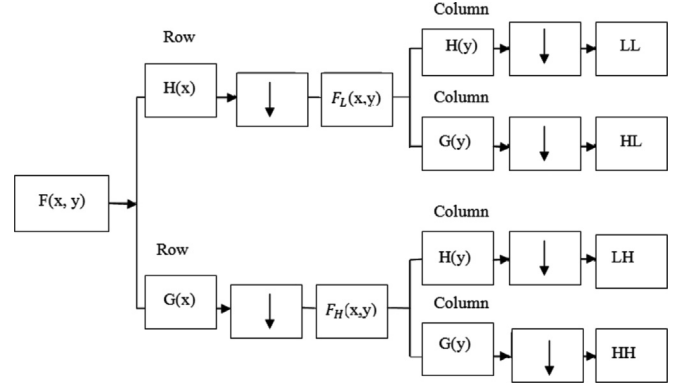 Column
Row
H(y)
LL
H(x)
F_L(x,y)
Column
G(y)
HL
F(x, y)
Column
Row
H(y)
LH
G(x)
F_H(x,y)
Column
G(y)
HH